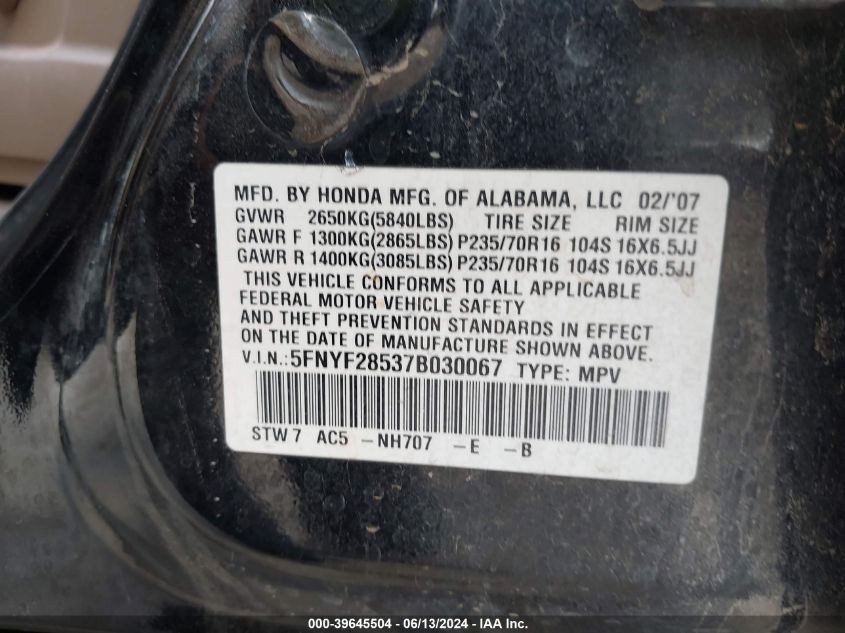 MFD. BY HONDA MFG. OF ALABAMA, LLC 02/'07
GVWR 2650KG(5840LBS) TIRE SIZE RIM SIZE
GAWR F 1300KG(2865LBS) P235/70R16 104S 16X6.5JJ
GAWR R 1400KG(3085LBS) P235/70R16 104S 16X6.5JJ
THIS VEHICLE CONFORMS TO ALL APPLICABLE
FEDERAL MOTOR VEHICLE SAFETY
AND THEFT PREVENTION STANDARDS IN EFFECT
ON THE DATE OF MANUFACTURE SHOWN ABOVE.
V.I.N.:5FNYF28537B030067 TYPE: MPV
STW7 AC5 -NH707 -E -B
000-39645504 - 06/13/2024 - IAA Inc.